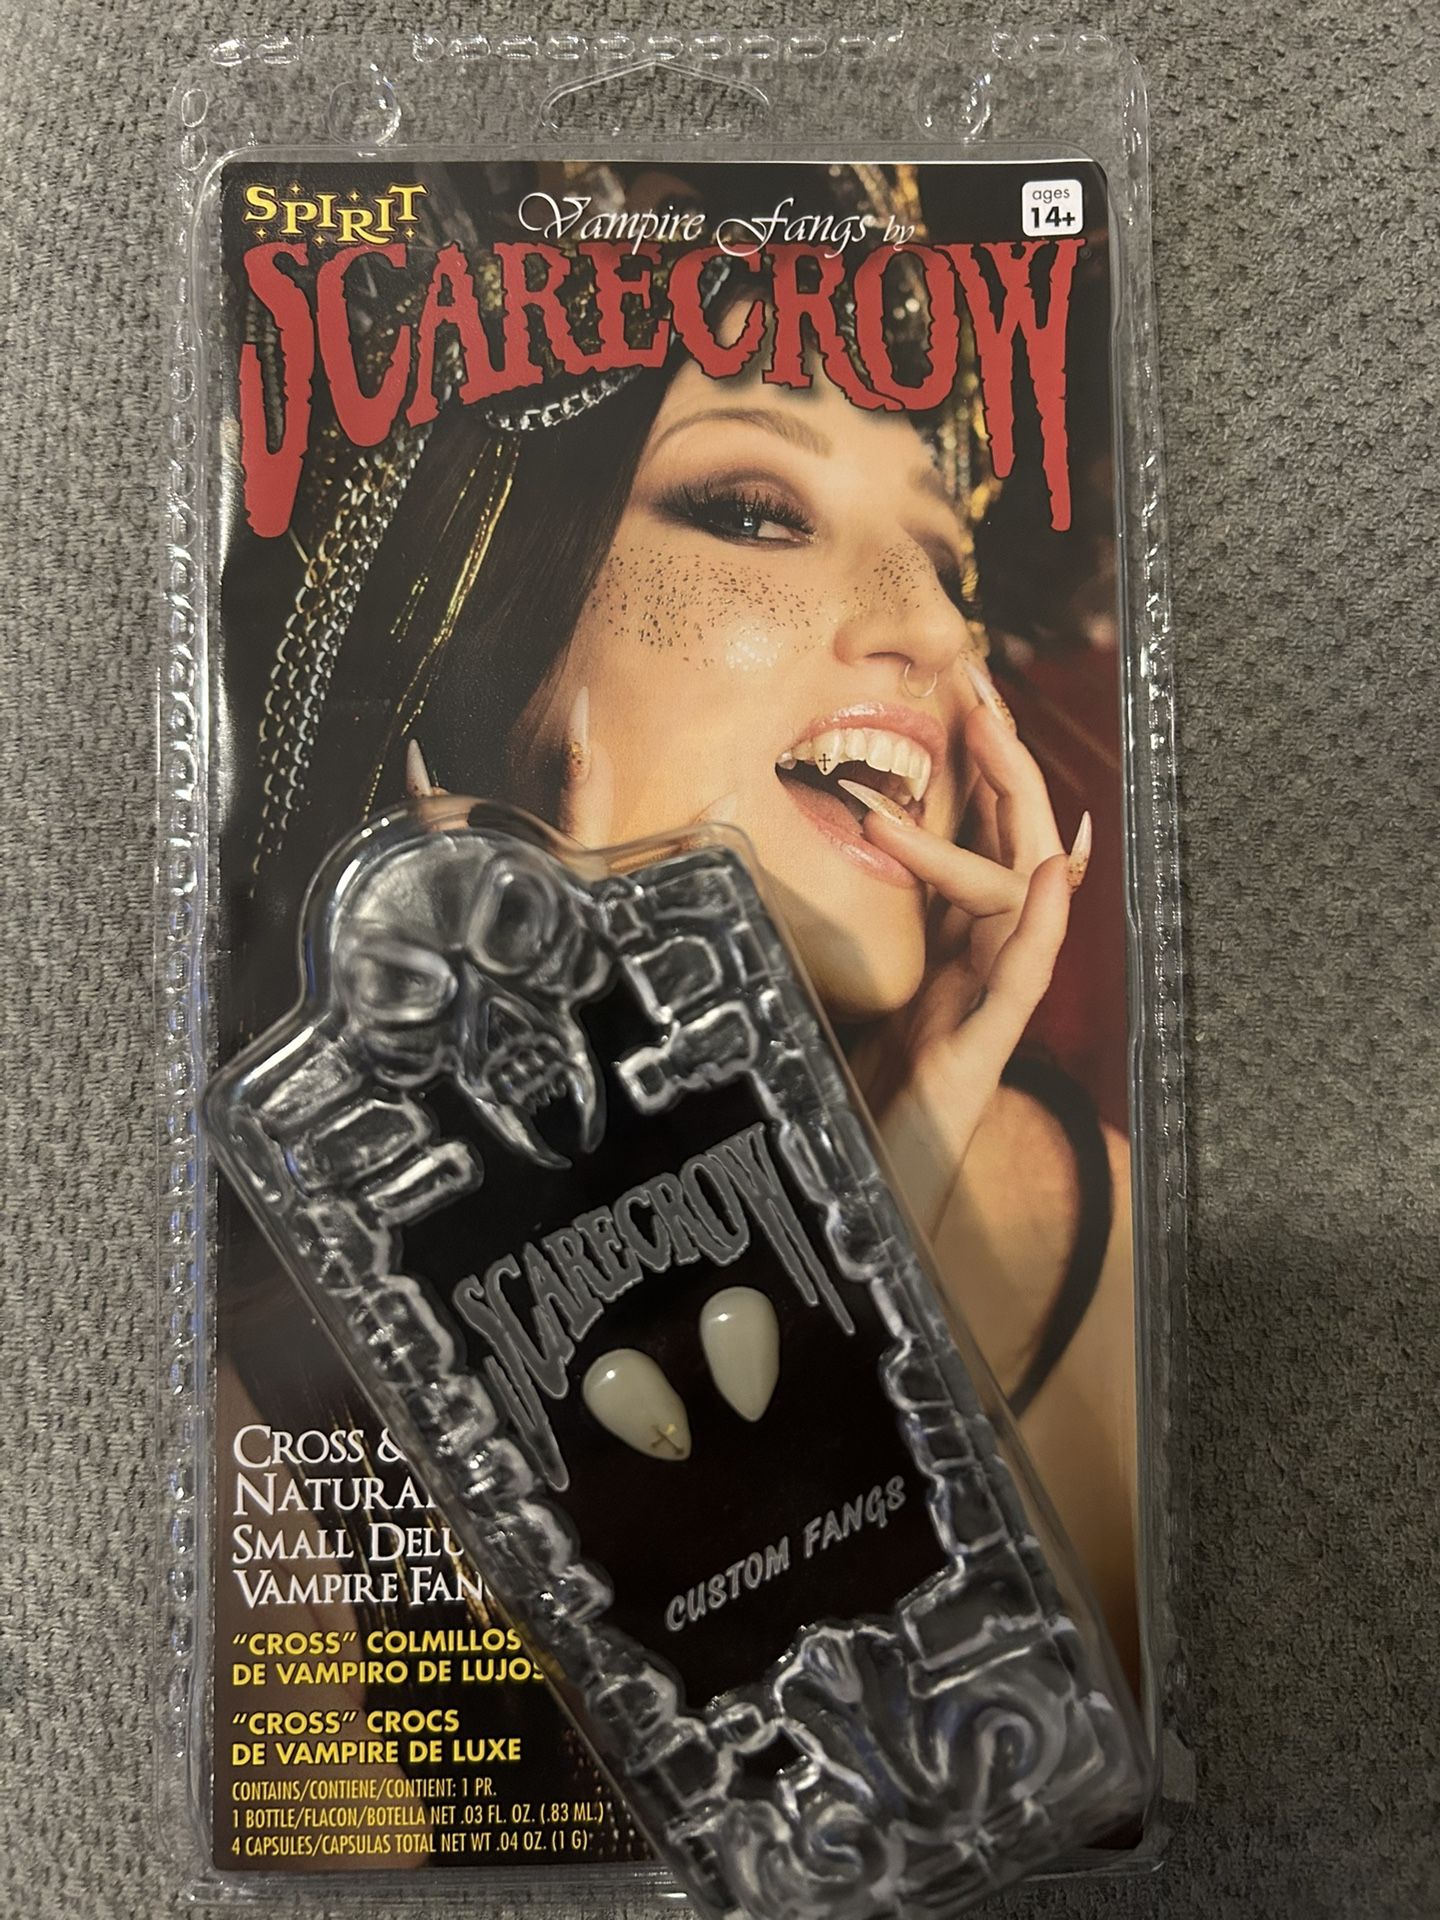 SPIRIT
Vampire Fangs by
ages
14+
SCARECROW®
SCARECROW
CUSTOM FANGS
CROSS &
NATURAL
SMALL DELU
VAMPIRE FANG
"CROSS" COLMILLOS
DE VAMPIRO DE LUJOS
"CROSS" CROCS
DE VAMPIRE DE LUXE
CONTAINS/CONTIENE/CONTIENT: 1 PR.
1 BOTTLE/FLACON/BOTELLA NET .03 FL. OZ. (.83 ML.)
4 CAPSULES/CAPSULAS TOTAL NET WT .04 OZ. (1 G)